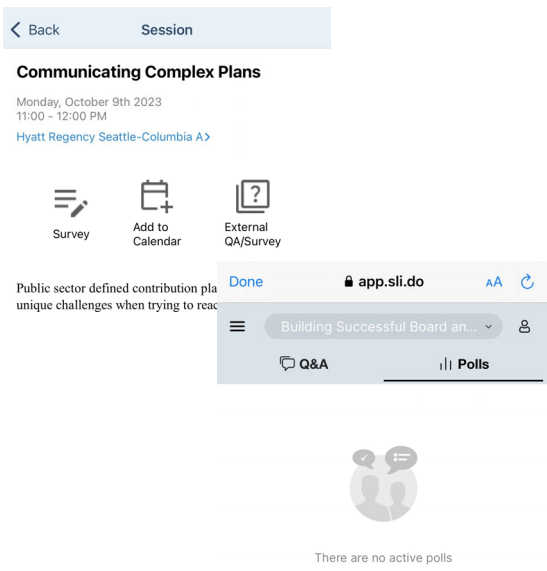 Back
Session
Communicating Complex Plans
Monday, October 9th 2023
11:00 - 12:00 PM
Hyatt Regency Seattle-Columbia A>
Survey
Add to
Calendar
External
QA/Survey
Public sector defined contribution pla
unique challenges when trying to reac
Done
app.sli.do
AA
Building Successful Board an...
Q&A
Polls
There are no active polls